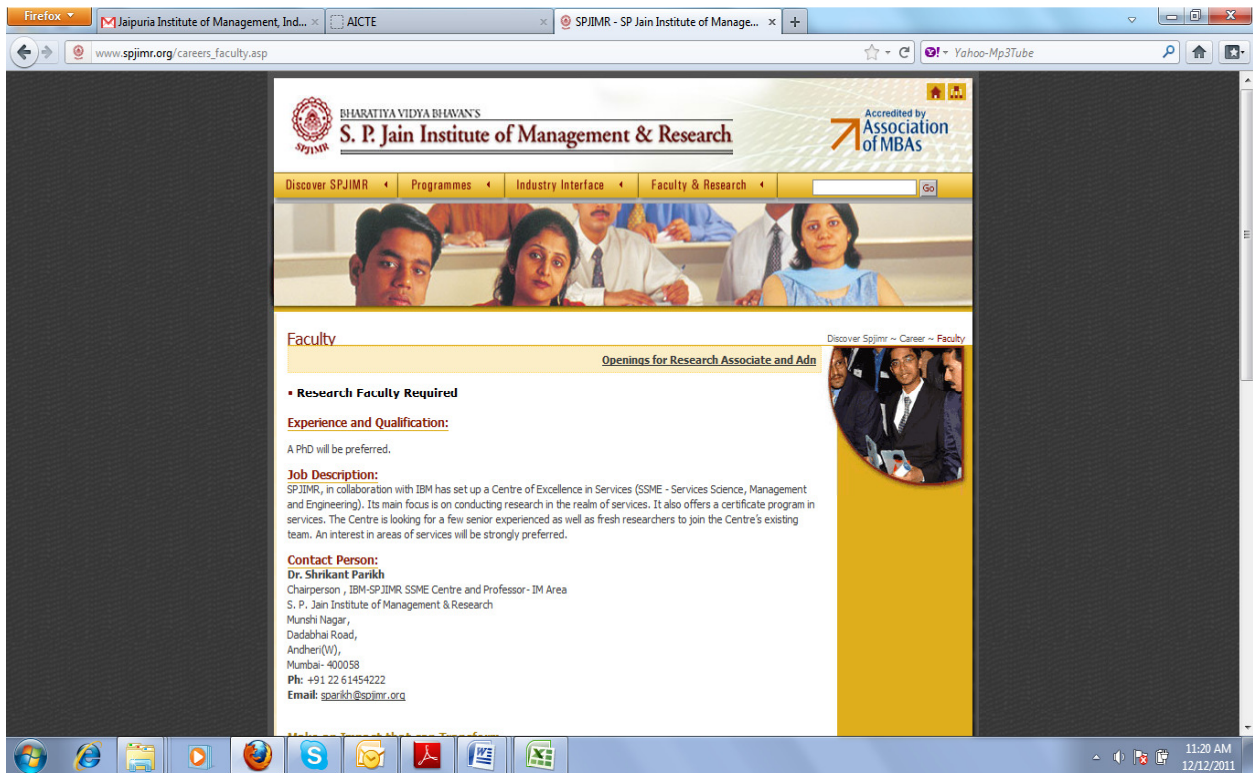 Firefox
Jaipuria Institute of Management, Ind...
AICTE
SPJIMR - SP Jain Institute of Manage...
www.spjimr.org/careers_faculty.asp
Yahoo-Mp3Tube
BHARATIYA VIDYA BHAVAN'S
S. P. Jain Institute of Management & Research
SPJIMR
Accredited by
Association
of MBAs
Discover SPJIMR
Programmes
Industry Interface
Faculty & Research
Go
Faculty
Discover Spjimr ~ Career ~ Faculty
Openings for Research Associate and Adn
Research Faculty Required
Experience and Qualification:
A PhD will be preferred.
Job Description:
SPJIMR, in collaboration with IBM has set up a Centre of Excellence in Services (SSME - Services Science, Management
and Engineering). Its main focus is on conducting research in the realm of services. It also offers a certificate program in
services. The Centre is looking for a few senior experienced as well as fresh researchers to join the Centre's existing
team. An interest in areas of services will be strongly preferred.
Contact Person:
Dr. Shrikant Parikh
Chairperson , IBM-SPJIMR SSME Centre and Professor- IM Area
S. P. Jain Institute of Management & Research
Munshi Nagar,
Dadabhai Road,
Andheri(W),
Mumbai- 400058
Ph: +91 22 61454222
Email: sparikh@spjimr.org
Make an Impact that can Transform
11:20 AM
12/12/2011